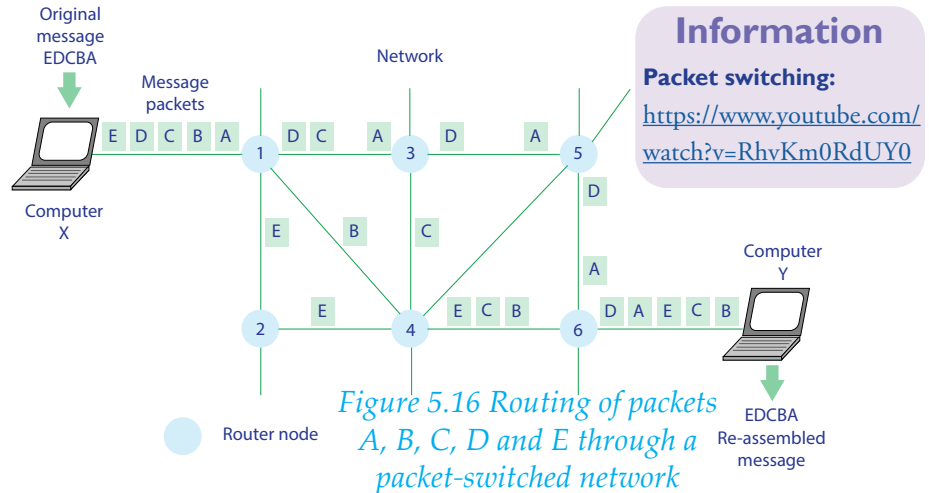 Original
message
EDCBA
Message
packets
Network
Information
Packet switching:
https://www.youtube.com/
watch?v=RhvKm0RdUY0
E D C B A
1
D C
A
3
D
A
5
D
Computer
X
E
B
C
A
Computer
Y
2
E
4
E C B
6
D A E C B
Figure 5.16 Routing of packets
A, B, C, D and E through a
packet-switched network
Router node
EDCBA
Re-assembled
message